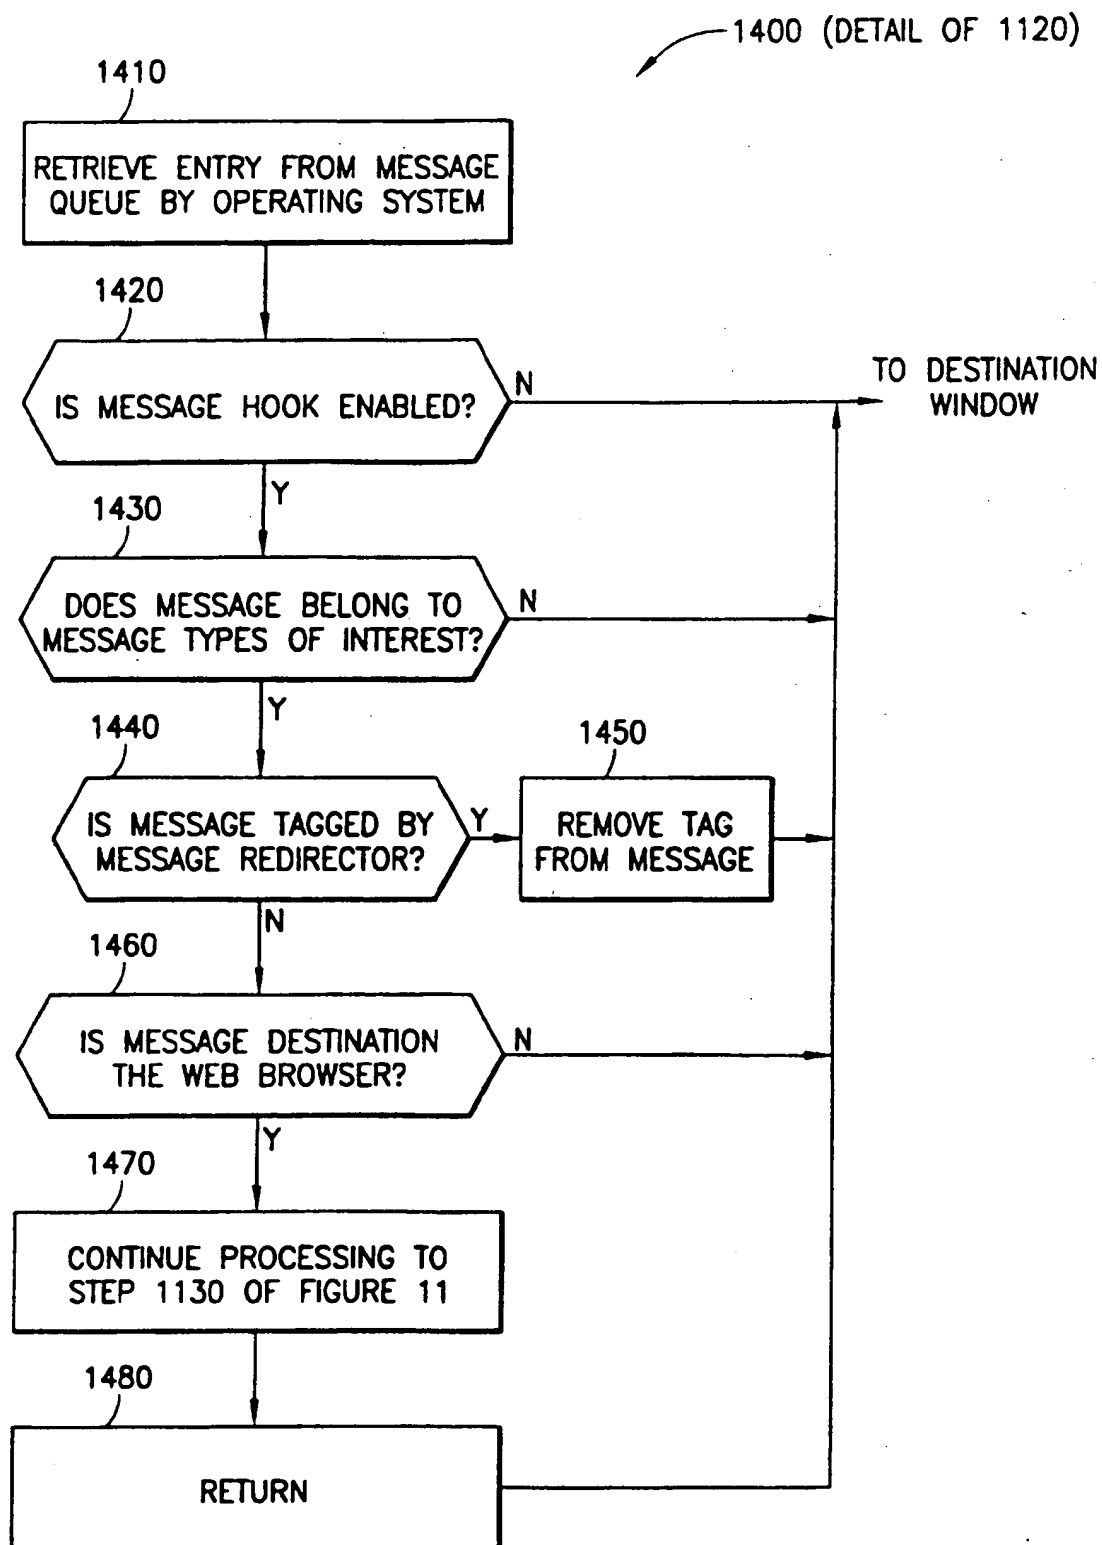 1400 (DETAIL OF 1120)
1410
RETRIEVE ENTRY FROM MESSAGE
QUEUE BY OPERATING SYSTEM
1420
IS MESSAGE HOOK ENABLED?
N
TO DESTINATION
WINDOW
Y
1430
DOES MESSAGE BELONG TO
MESSAGE TYPES OF INTEREST?
N
Y
1440
IS MESSAGE TAGGED BY
MESSAGE REDIRECTOR?
Y
1450
REMOVE TAG
FROM MESSAGE
N
1460
IS MESSAGE DESTINATION
THE WEB BROWSER?
N
Y
1470
CONTINUE PROCESSING TO
STEP 1130 OF FIGURE 11
1480
RETURN